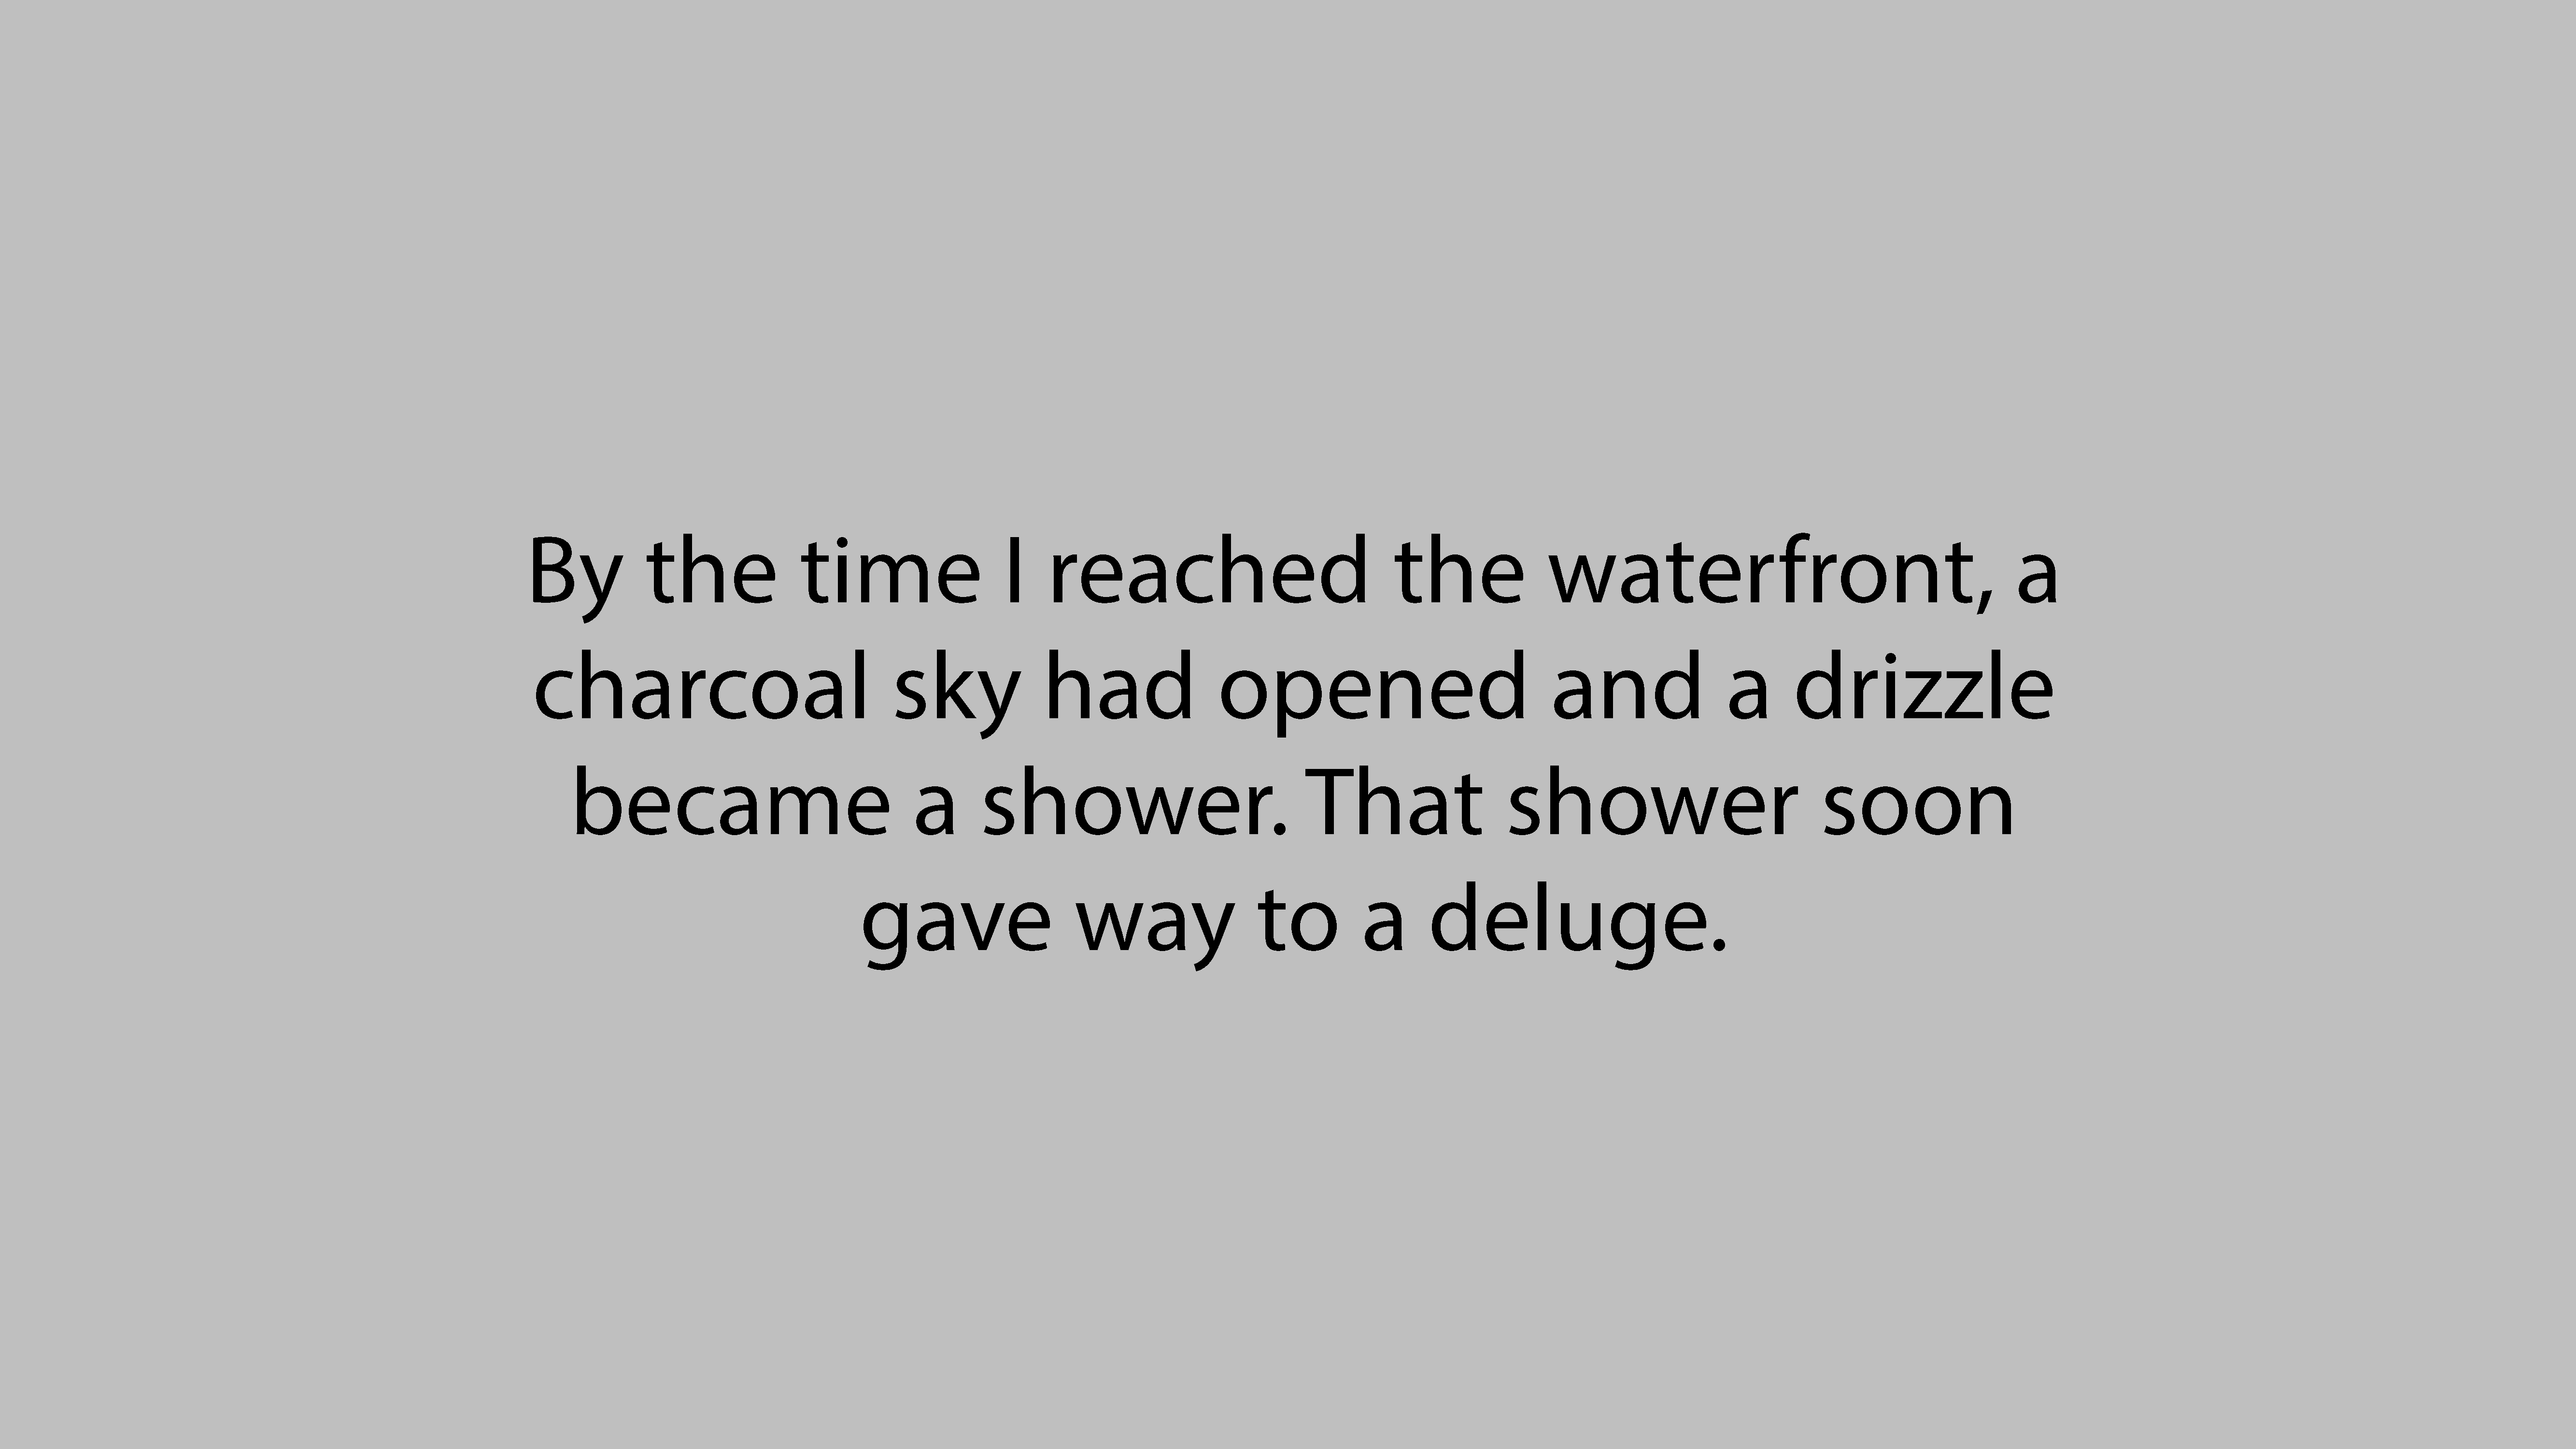 By the time I reached the waterfront, a
charcoal sky had opened and a drizzle
became a shower. That shower soon
gave way to a deluge.